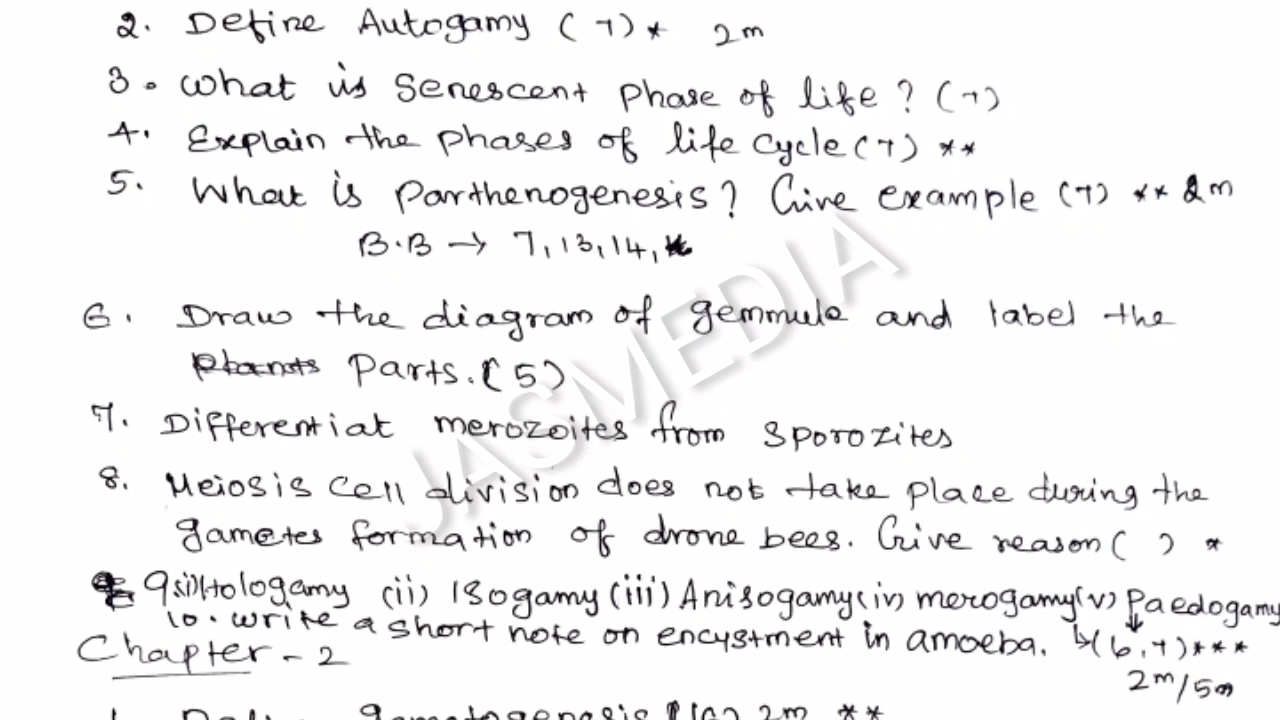 2. Define Autogamy (7) * 2m
3. What is Senescent phase of life? (7)
4. Explain the phases of life cycle (7) **
5. What is parthenogenesis? Give example (7) ** 2m
B.B → 7,13,14,
6. Draw the diagram of gemmule and label the
parts. (5)
7. Differentiat merozoites from sporozites
8. Meiosis cell division does not take place during the
gametes formation of drone bees. Give reason ( ) *
9(i) Hologamy (ii) Isogamy (iii) Anisogamy (iv) merogamy (v) Paedogamy
10. write a short note on encystment in amoeba. ↳(6,7)***
Chapter - 2
2m/5m
1. gametogenesis 2m **
JASMEDIA